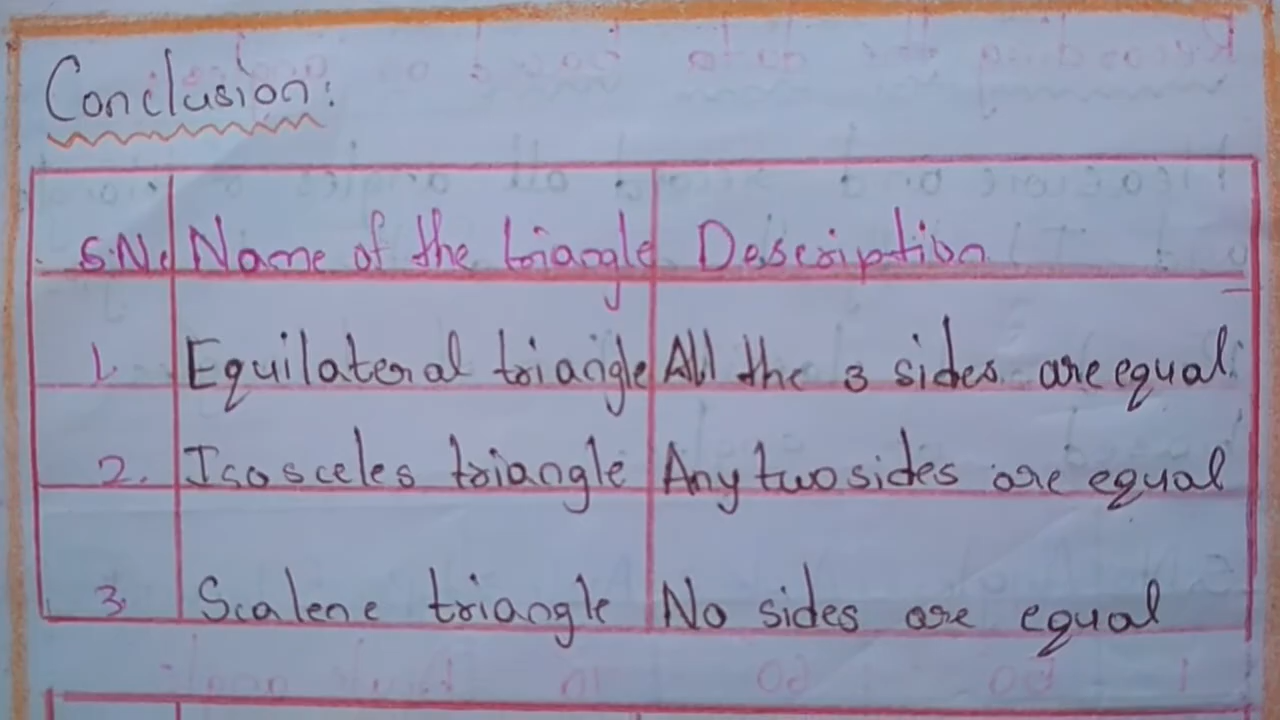 Conclusion:
S.No Name of the triangle Description
1. Equilateral triangle All the 3 sides are equal.
2. Isosceles triangle Any two sides are equal
3. Scalene triangle No sides are equal